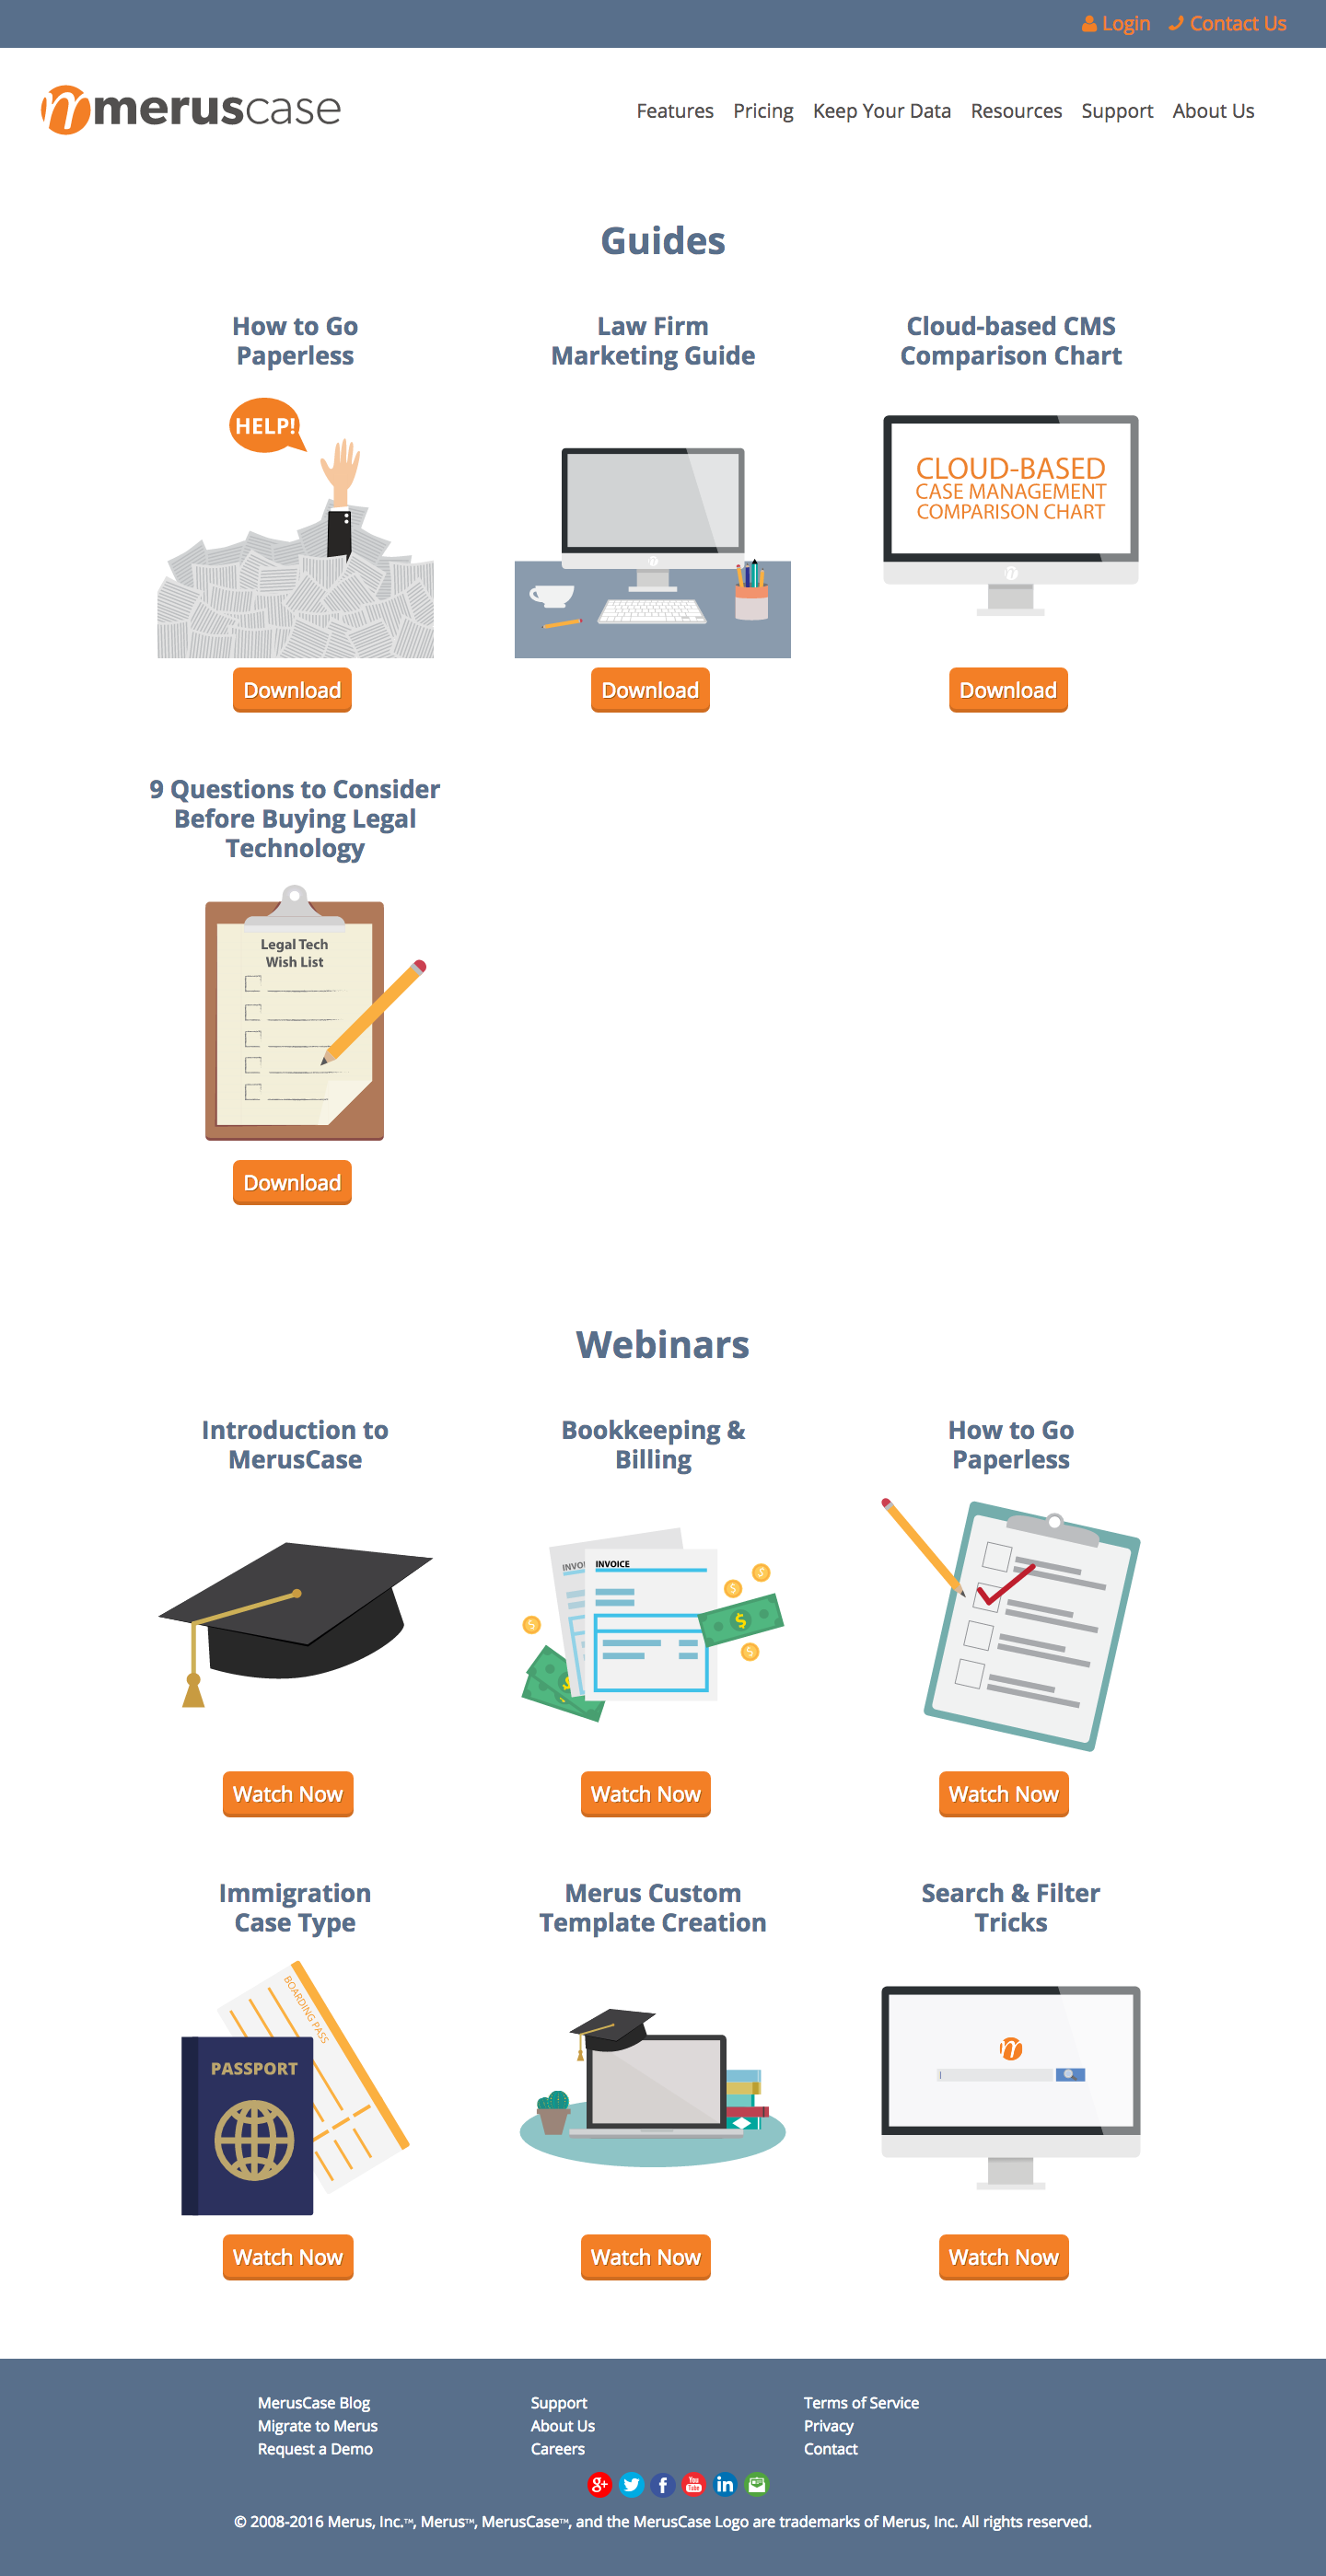 Login Contact Us
meruscase
Features Pricing Keep Your Data Resources Support About Us
Guides
How to Go
Paperless
HELP!
Download
Law Firm
Marketing Guide
Download
Cloud-based CMS
Comparison Chart
CLOUD-BASED
CASE MANAGEMENT
COMPARISON CHART
Download
9 Questions to Consider
Before Buying Legal
Technology
Legal Tech
Wish List
Download
Webinars
Introduction to
MerusCase
Watch Now
Bookkeeping &
Billing
INVOICE
Watch Now
How to Go
Paperless
Watch Now
Immigration
Case Type
BOARDING PASS
PASSPORT
Watch Now
Merus Custom
Template Creation
Watch Now
Search & Filter
Tricks
Watch Now
MerusCase Blog
Migrate to Merus
Request a Demo
Support
About Us
Careers
Terms of Service
Privacy
Contact
© 2008-2016 Merus, Inc.™, Merus™, MerusCase™, and the MerusCase Logo are trademarks of Merus, Inc. All rights reserved.